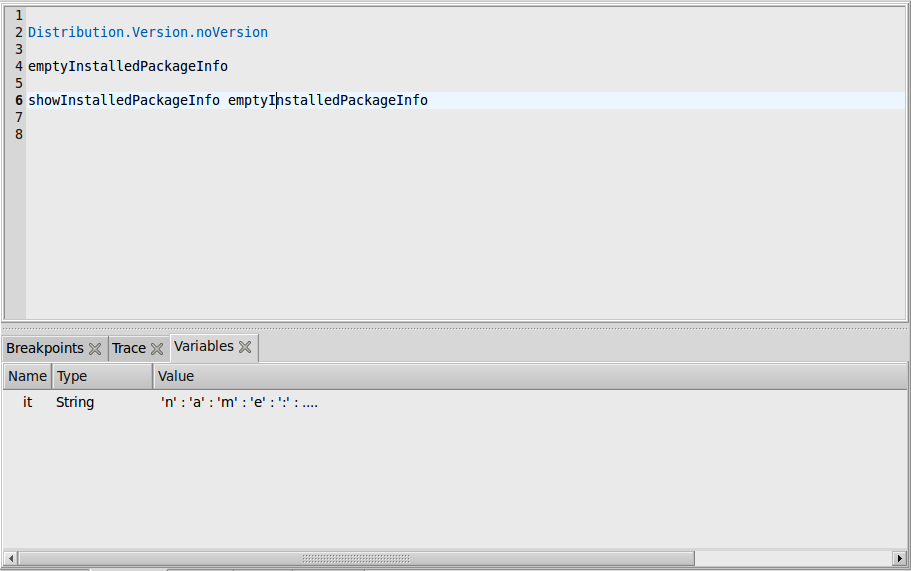 1
2 Distribution.Version.noVersion
3
4 emptyInstalledPackageInfo
5
6 showInstalledPackageInfo emptyInstalledPackageInfo
7
8
Breakpoints Trace Variables
Name Type Value
it String 'n' : 'a' : 'm' : 'e' : ':' : ....